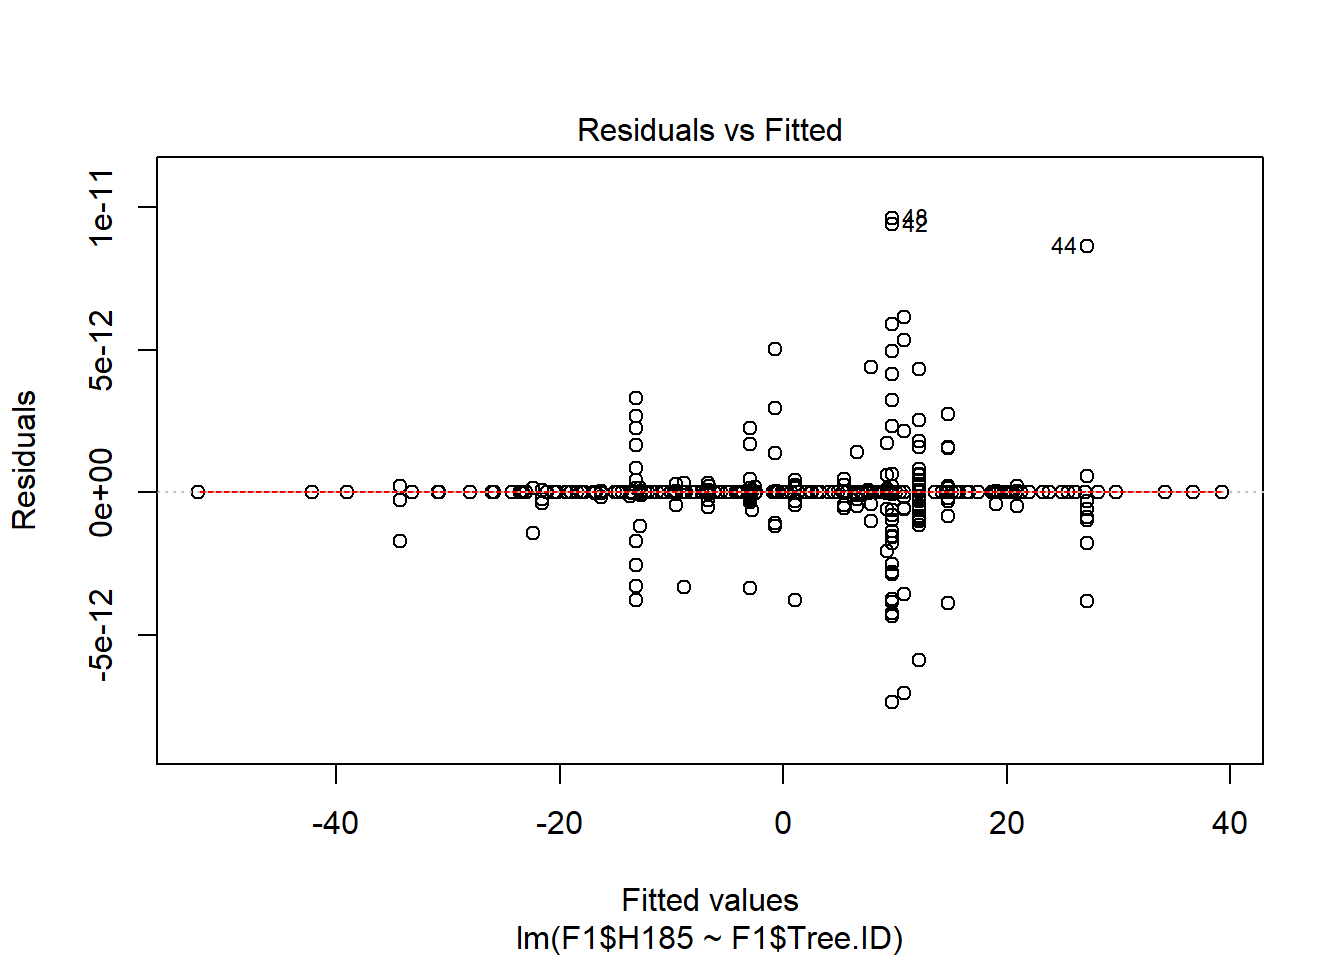 Residuals vs Fitted
Residuals
1e-11
5e-12
0e+00
-5e-12
48
42
44
-40
-20
0
20
40
Fitted values
lm(F1$H185 ~ F1$Tree.ID)